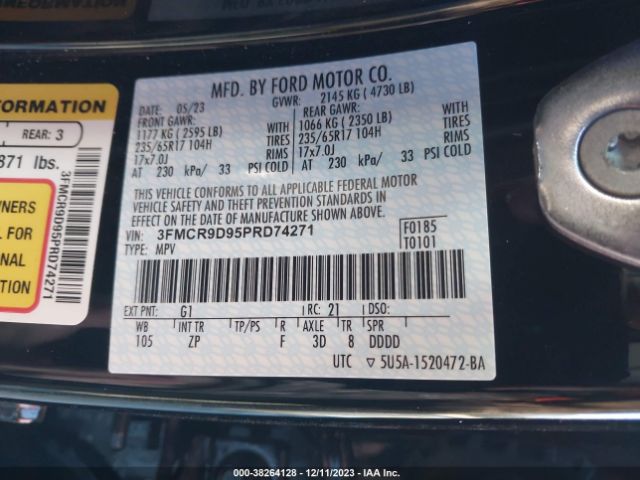 MFD. BY FORD MOTOR CO.
DATE: 05/23 GVWR: 2145 KG ( 4730 LB)
FRONT GAWR: REAR GAWR:
1177 KG ( 2595 LB) WITH 1066 KG ( 2350 LB) WITH
235/65R17 104H TIRES 235/65R17 104H TIRES
17x7.0J RIMS 17x7.0J RIMS
AT 230 kPa/ 33 PSI COLD AT 230 kPa/ 33 PSI COLD
THIS VEHICLE CONFORMS TO ALL APPLICABLE FEDERAL MOTOR
VEHICLE SAFETY AND THEFT PREVENTION STANDARDS IN EFFECT
ON THE DATE OF MANUFACTURE SHOWN ABOVE.
VIN: 3FMCR9D95PRD74271 F0185
TYPE: MPV T0101
EXT PNT: G1 RC: 21 DSO:
WB INT TR TP/PS R AXLE TR SPR
105 ZP F 3D 8 DDDD
UTC 5U5A-1520472-BA
FORMATION
REAR: 3
871 lbs.
WNERS
FOR
NAL
ION
3FMCR9D95PRD74271
000-38264128 - 12/11/2023 - IAA Inc.